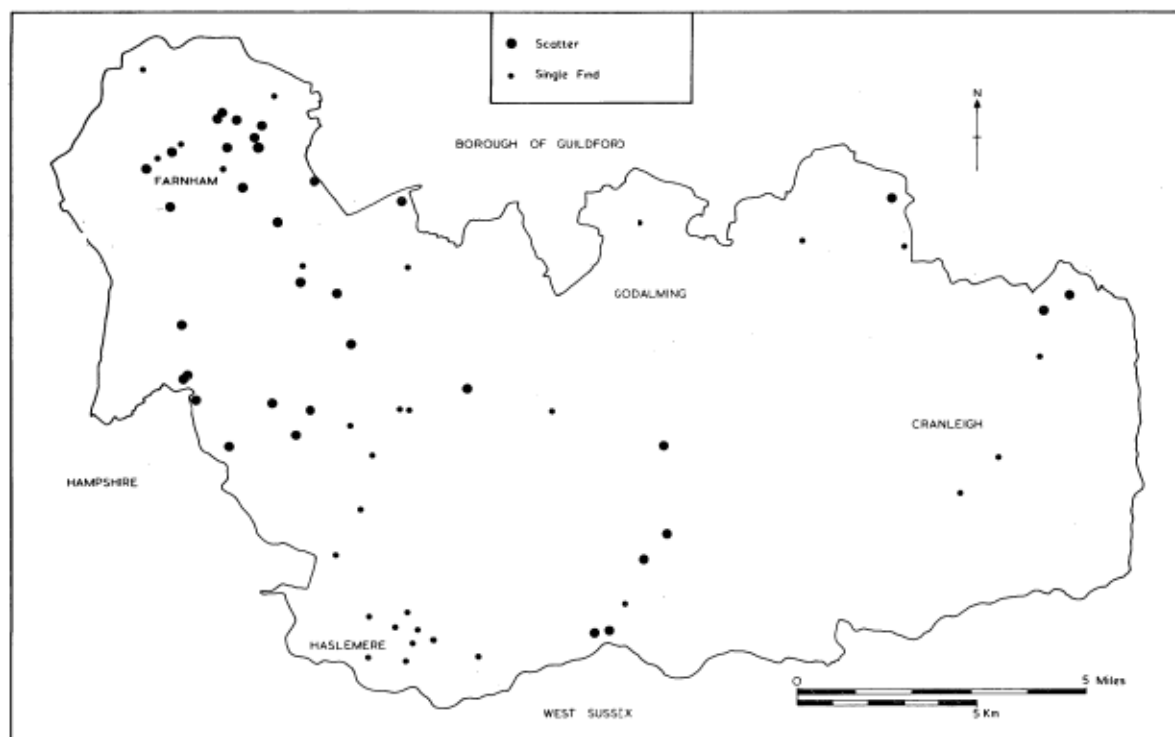 Scatter
Single Find
N
BOROUGH OF GUILDFORD
FARNHAM
GODALMING
CRANLEIGH
HAMPSHIRE
HASLEMERE
WEST SUSSEX
0 5 Miles
5 Km